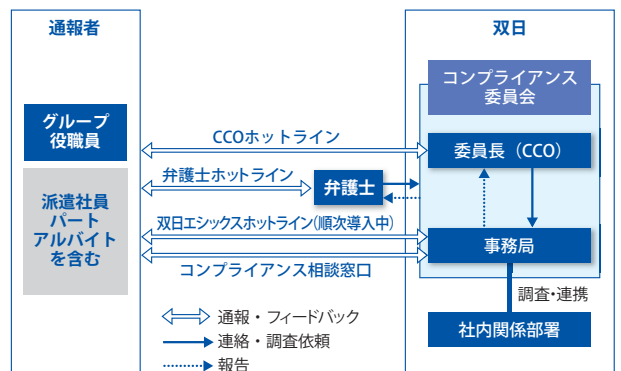 通報者
双日
コンプライアンス
委員会
グループ
役職員
CCOホットライン
委員長（CCO）
弁護士ホットライン
弁護士
派遣社員
パート
アルバイト
を含む
双日エシックスホットライン(順次導入中)
事務局
コンプライアンス相談窓口
調査・連携
通報・フィードバック
社内関係部署
連絡・調査依頼
報告